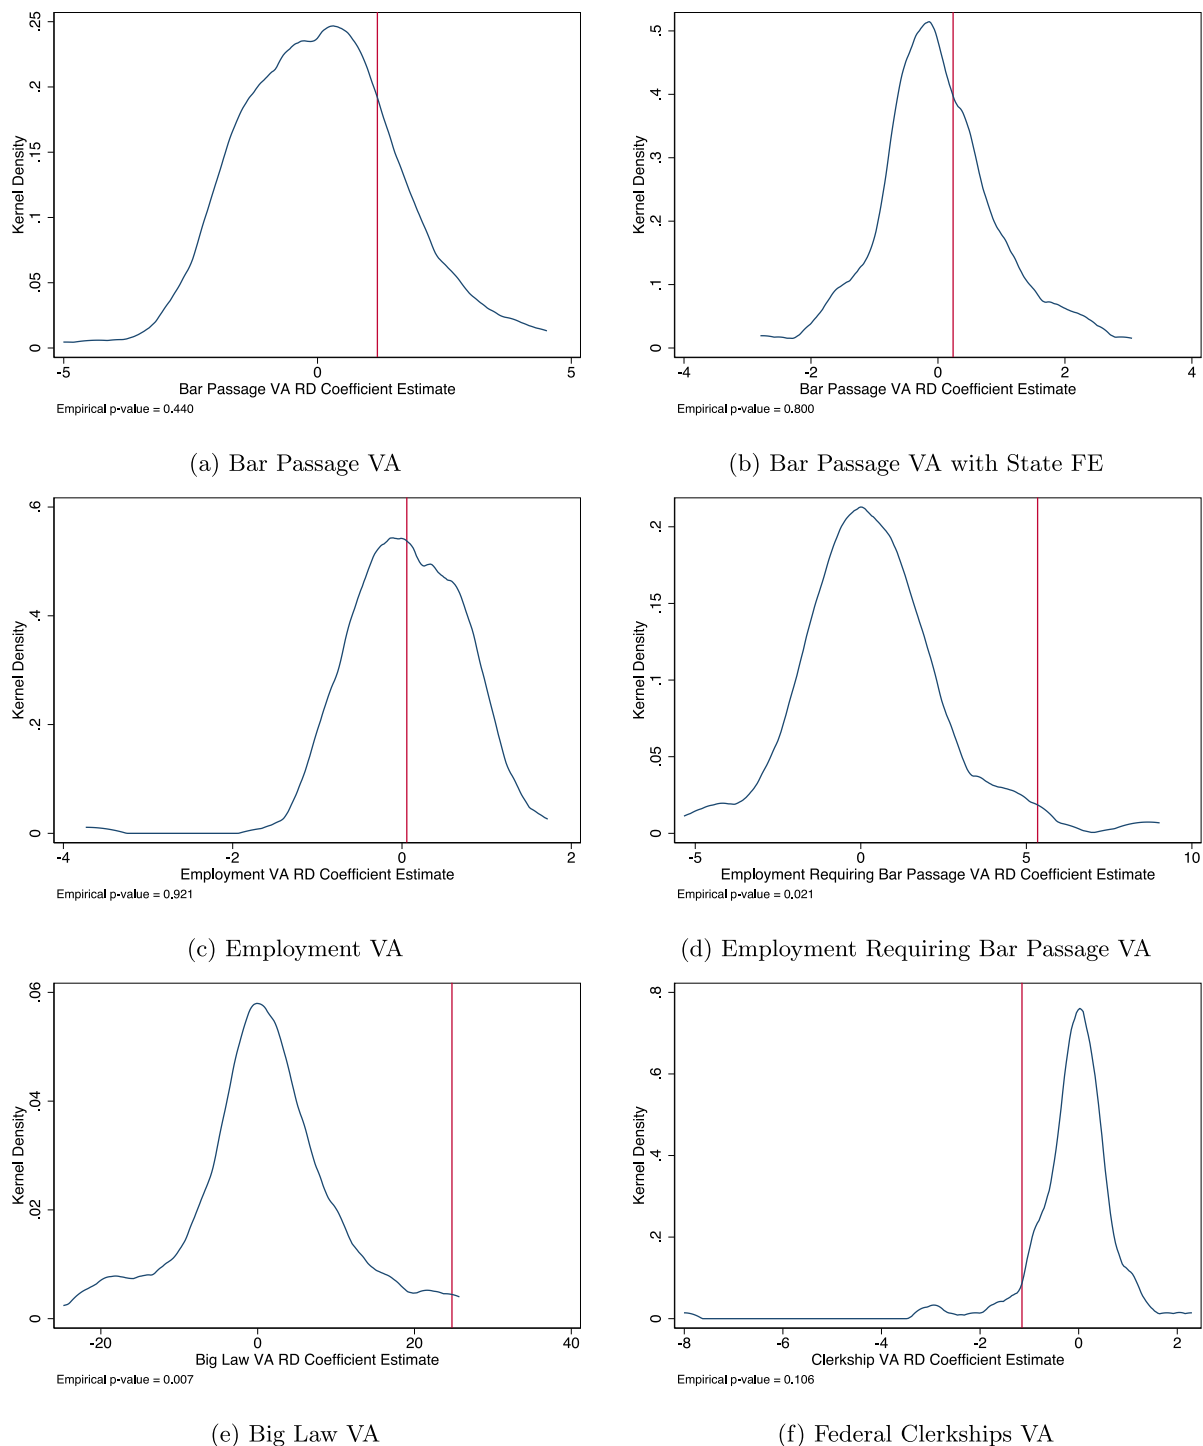 Kernel Density
0 .05 .1 .15 .2 .25
-5 0 5
Bar Passage VA RD Coefficient Estimate
Empirical p-value = 0.440
(a) Bar Passage VA
Kernel Density
0 .1 .2 .3 .4 .5
-4 -2 0 2 4
Bar Passage VA RD Coefficient Estimate
Empirical p-value = 0.800
(b) Bar Passage VA with State FE
Kernel Density
0 .2 .4 .6
-4 -2 0 2
Employment VA RD Coefficient Estimate
Empirical p-value = 0.921
(c) Employment VA
Kernel Density
0 .05 .1 .15 .2
-5 0 5 10
Employment Requiring Bar Passage VA RD Coefficient Estimate
Empirical p-value = 0.021
(d) Employment Requiring Bar Passage VA
Kernel Density
0 .02 .04 .06
-20 0 20 40
Big Law VA RD Coefficient Estimate
Empirical p-value = 0.007
(e) Big Law VA
Kernel Density
0 .2 .4 .6 .8
-8 -6 -4 -2 0 2
Clerkship VA RD Coefficient Estimate
Empirical p-value = 0.106
(f) Federal Clerkships VA